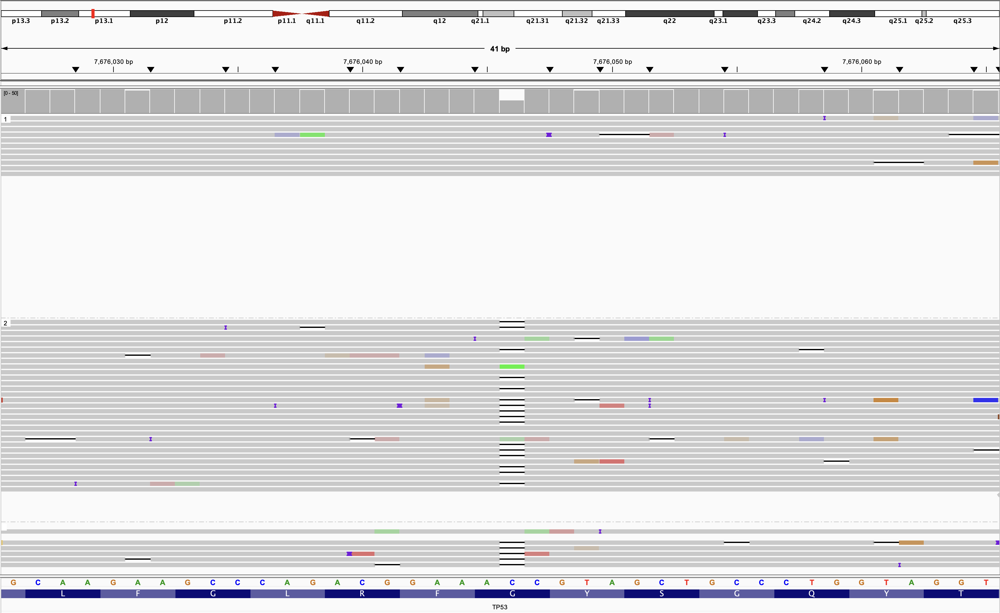 p13.3 p13.2 p13.1 p12 p11.2 p11.1 q11.1 q11.2 q12 q21.1 q21.31 q21.32 q21.33 q22 q23.1 q23.3 q24.2 q24.3 q25.1 q25.2 q25.3
41 bp
7,676,030 bp 7,676,040 bp 7,676,050 bp 7,676,060 bp
[0 - 50]
1
2
G C A A G A A G C C C A G A C G G A A A C C G T A G C T G C C C T G G T A G G T
L F G L R F G Y S G Q Y T
TP53